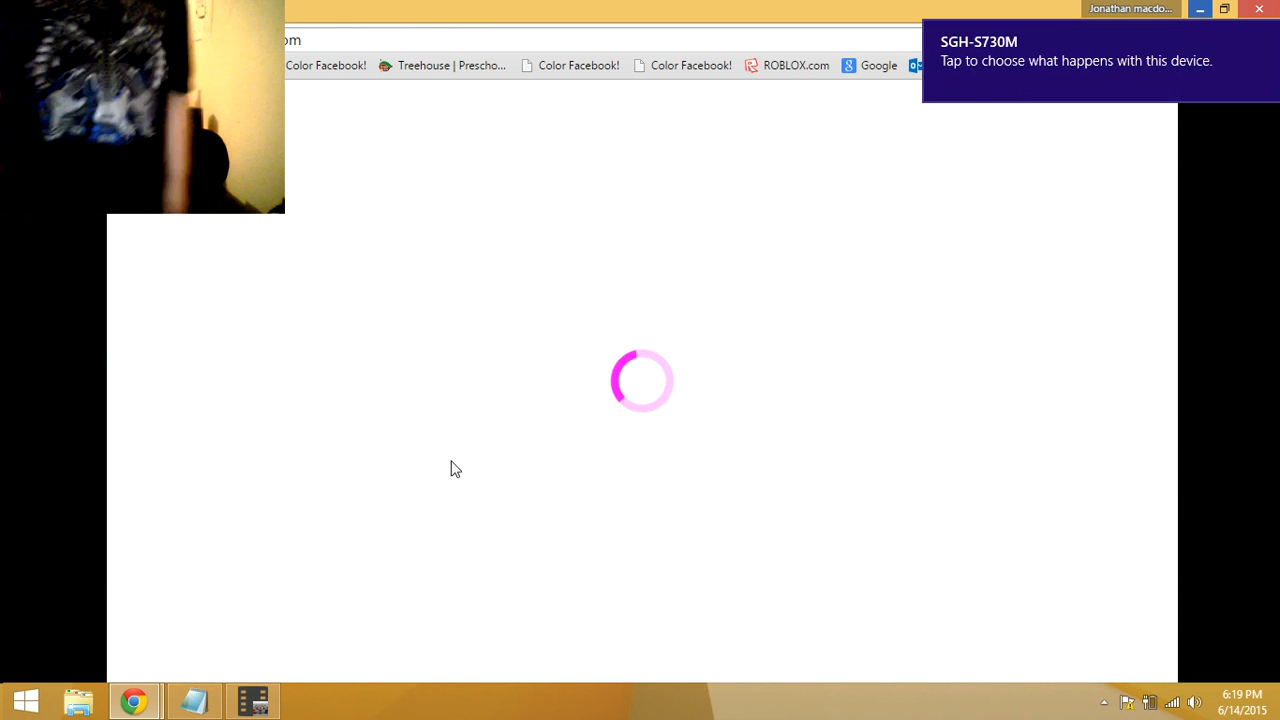 Jonathan macdo...
SGH-S730M
Tap to choose what happens with this device.
om
Color Facebook!
Treehouse | Prescho...
Color Facebook!
Color Facebook!
ROBLOX.com
Google
6:19 PM
6/14/2015